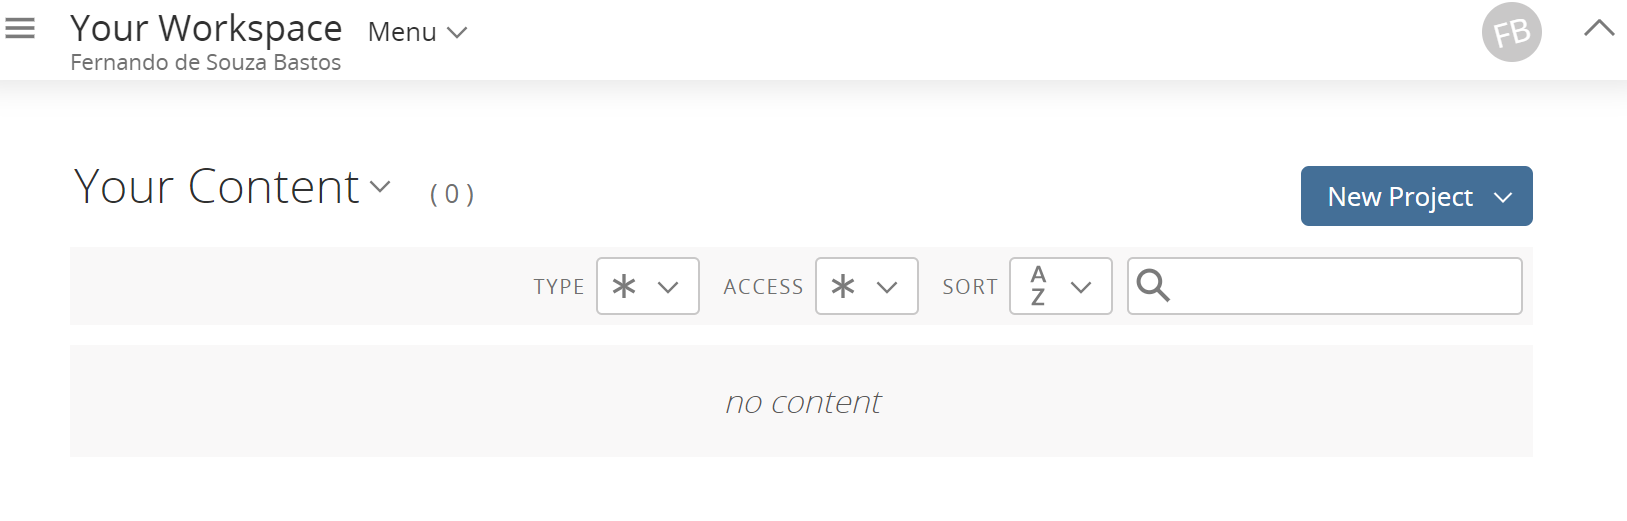 Your Workspace Menu
Fernando de Souza Bastos
FB
Your Content ( 0 )
New Project
TYPE * ACCESS * SORT A Z
no content